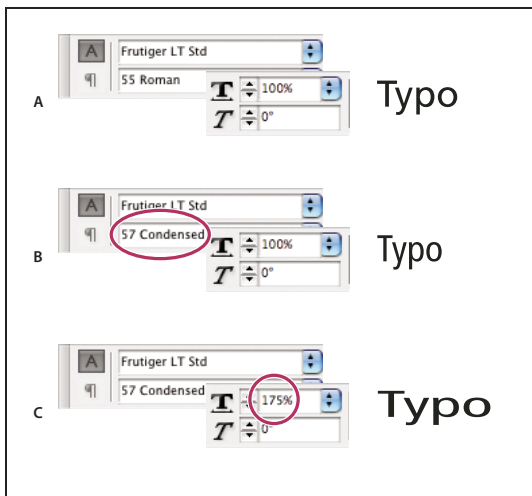 A
Frutiger LT Std
¶
55 Roman
T
100%
T
0°
A
Typo
A
Frutiger LT Std
¶
57 Condensed
T
100%
T
0°
B
Typo
A
Frutiger LT Std
¶
57 Condensed
T
175%
T
0°
C
Typo